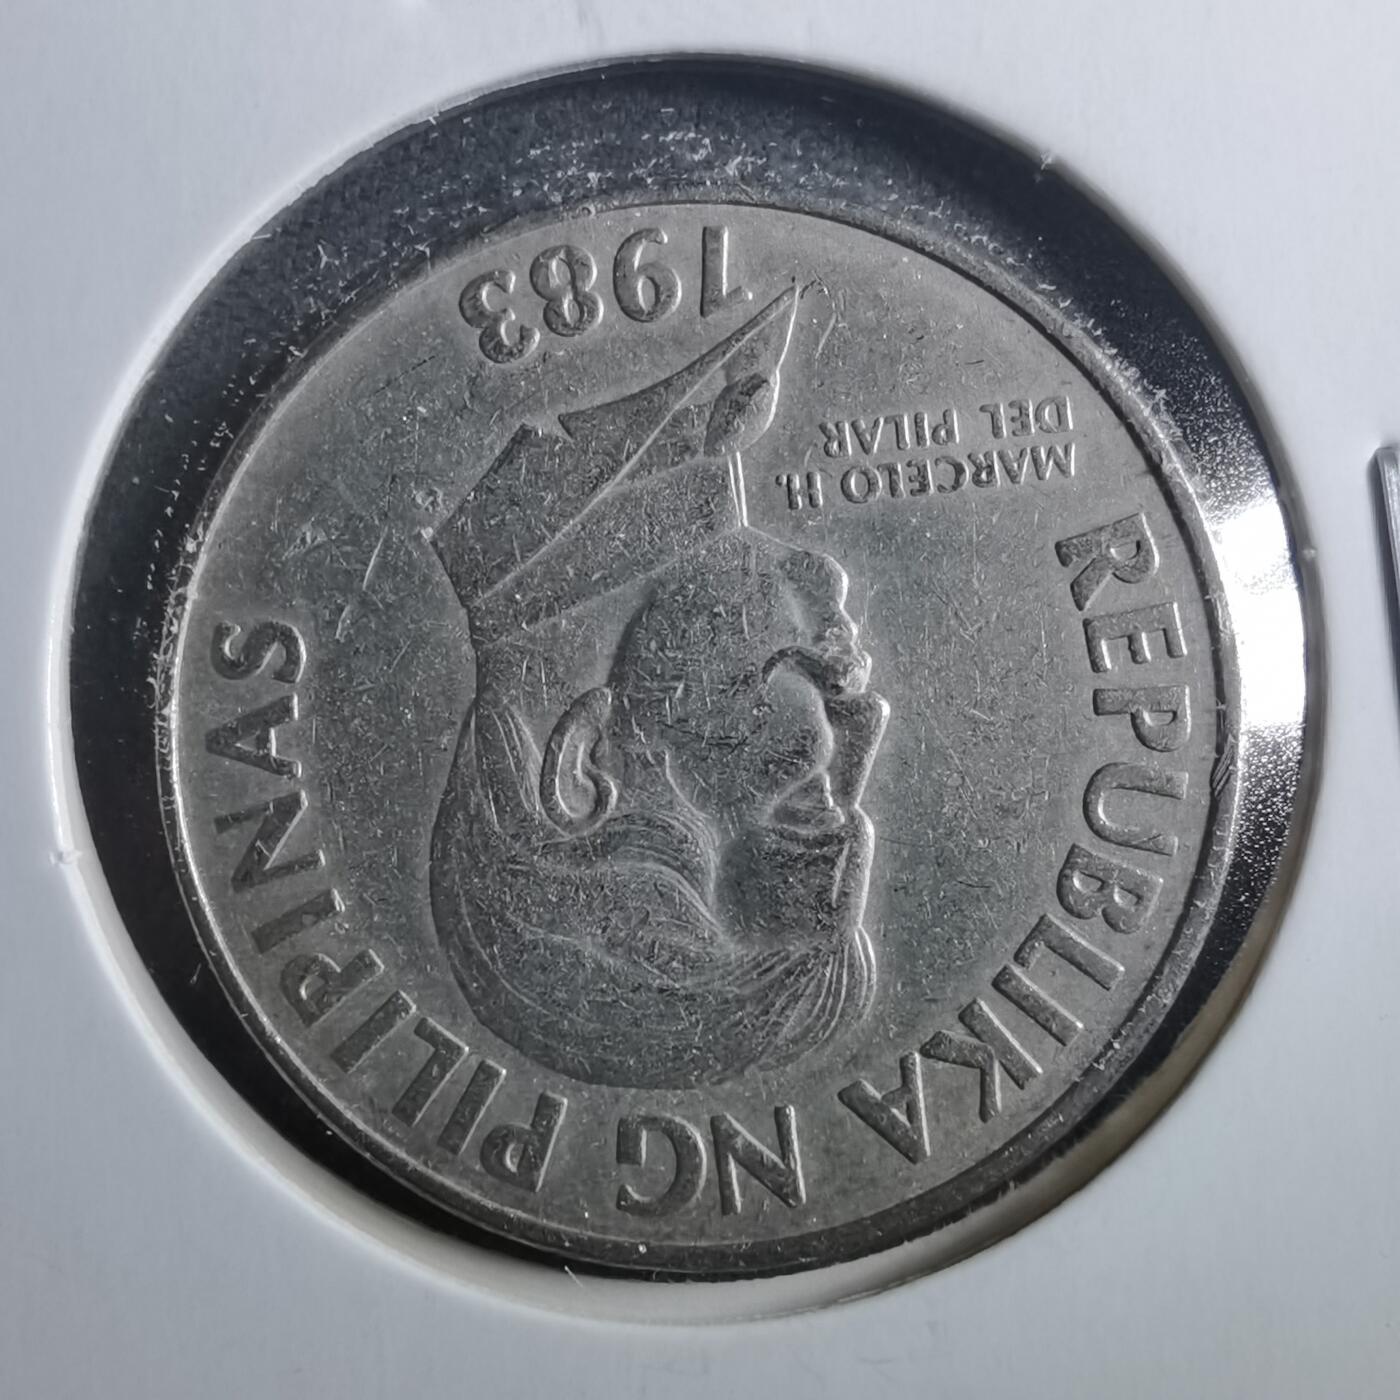 REPUBLIKA NG PILIPINAS
MARCELO H.
DEL PILAR
1983